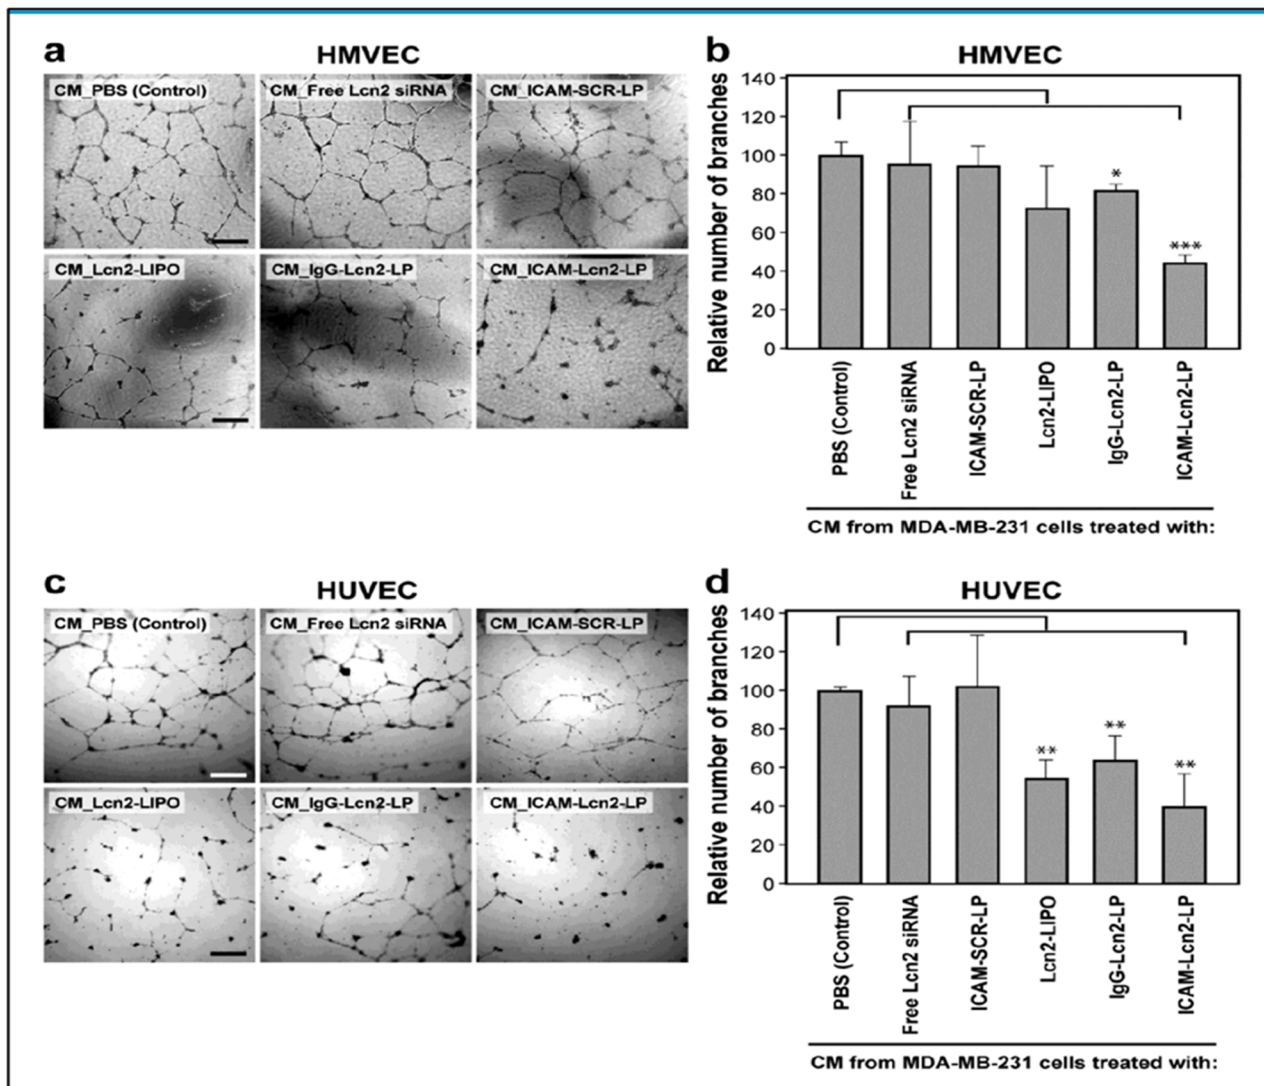 a
HMVEC
CM_PBS (Control)
CM_Free Lcn2 siRNA
CM_ICAM-SCR-LP
CM_Lcn2-LIPO
CM_IgG-Lcn2-LP
CM_ICAM-Lcn2-LP
b
HMVEC
Relative number of branches
140
120
100
80
60
40
20
0
*
***
PBS (Control)
Free Lcn2 siRNA
ICAM-SCR-LP
Lcn2-LIPO
IgG-Lcn2-LP
ICAM-Lcn2-LP
CM from MDA-MB-231 cells treated with:
c
HUVEC
CM_PBS (Control)
CM_Free Lcn2 siRNA
CM_ICAM-SCR-LP
CM_Lcn2-LIPO
CM_IgG-Lcn2-LP
CM_ICAM-Lcn2-LP
d
HUVEC
Relative number of branches
140
120
100
80
60
40
20
0
**
**
**
PBS (Control)
Free Lcn2 siRNA
ICAM-SCR-LP
Lcn2-LIPO
IgG-Lcn2-LP
ICAM-Lcn2-LP
CM from MDA-MB-231 cells treated with: